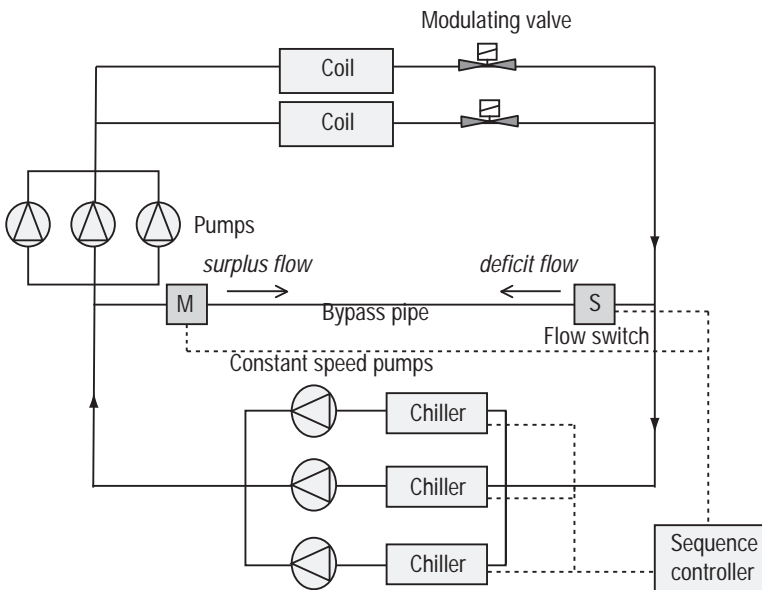 Modulating valve
Coil
Coil
Pumps
surplus flow
deficit flow
M
S
Bypass pipe
Flow switch
Constant speed pumps
Chiller
Chiller
Chiller
Sequence
controller